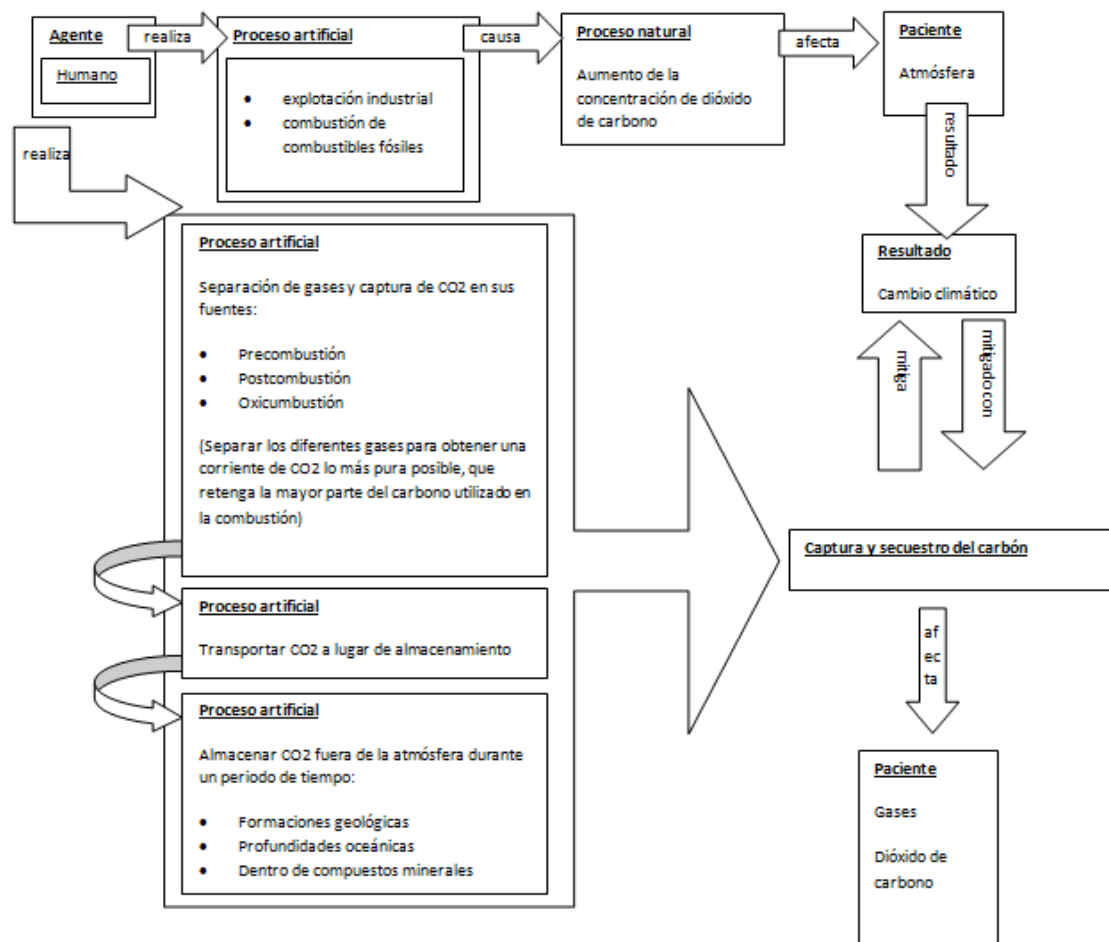 Agente
Humano
realiza
Proceso artificial
• explotación industrial
• combustión de
combustibles fósiles
causa
Proceso natural
Aumento de la
concentración de dióxido
de carbono
afecta
Paciente
Atmósfera
resultado
Resultado
Cambio climático
mitiga
mitigado con
realiza
Proceso artificial
Separación de gases y captura de CO2 en sus
fuentes:
• Precombustión
• Postcombustión
• Oxicumbustión
(Separar los diferentes gases para obtener una
corriente de CO2 lo más pura posible, que
retenga la mayor parte del carbono utilizado en
la combustión)
Proceso artificial
Transportar CO2 a lugar de almacenamiento
Proceso artificial
Almacenar CO2 fuera de la atmósfera durante
un periodo de tiempo:
• Formaciones geológicas
• Profundidades oceánicas
• Dentro de compuestos minerales
Captura y secuestro del carbón
af
ec
ta
Paciente
Gases
Dióxido de
carbono